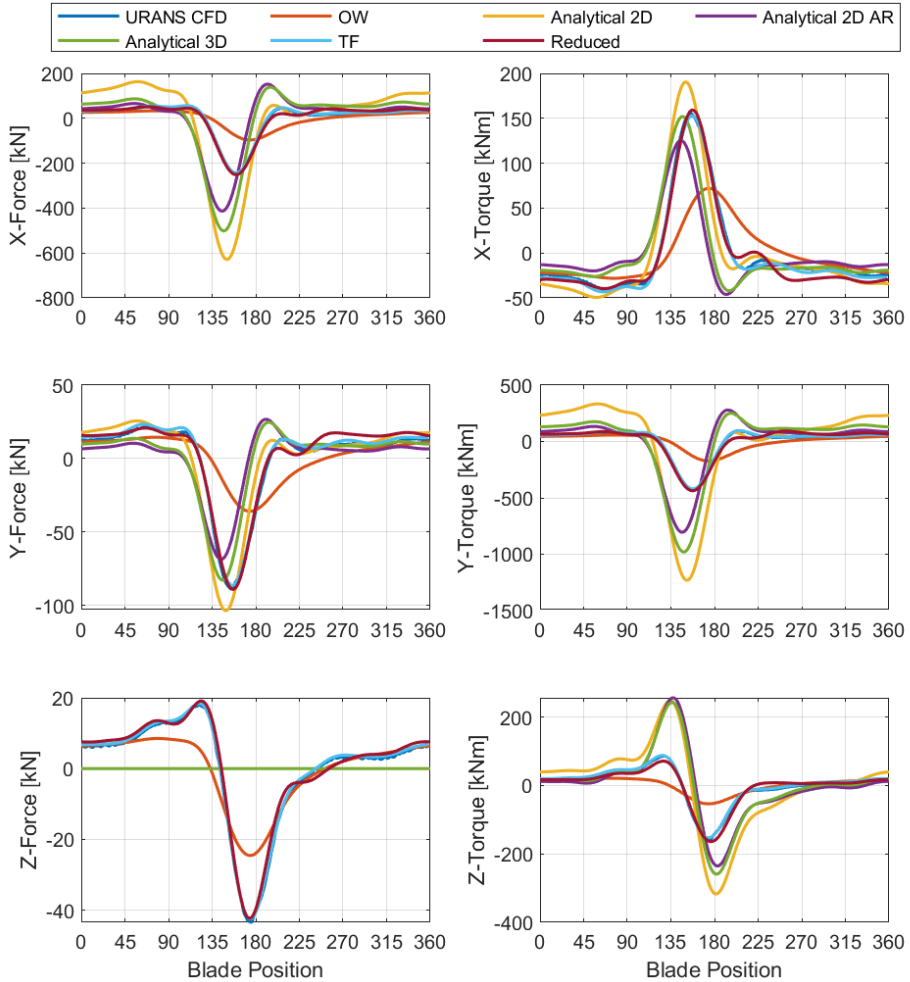 URANS CFD OW Analytical 2D Analytical 2D AR
Analytical 3D TF Reduced
200
0
-200
-400
-600
-800
X-Force [kN]
0 45 90 135 180 225 270 315 360
200
150
100
50
0
-50
X-Torque [kNm]
0 45 90 135 180 225 270 315 360
50
0
-50
-100
Y-Force [kN]
0 45 90 135 180 225 270 315 360
500
0
-500
-1000
-1500
Y-Torque [kNm]
0 45 90 135 180 225 270 315 360
20
0
-20
-40
Z-Force [kN]
0 45 90 135 180 225 270 315 360
Blade Position
200
0
-200
-400
Z-Torque [kNm]
0 45 90 135 180 225 270 315 360
Blade Position